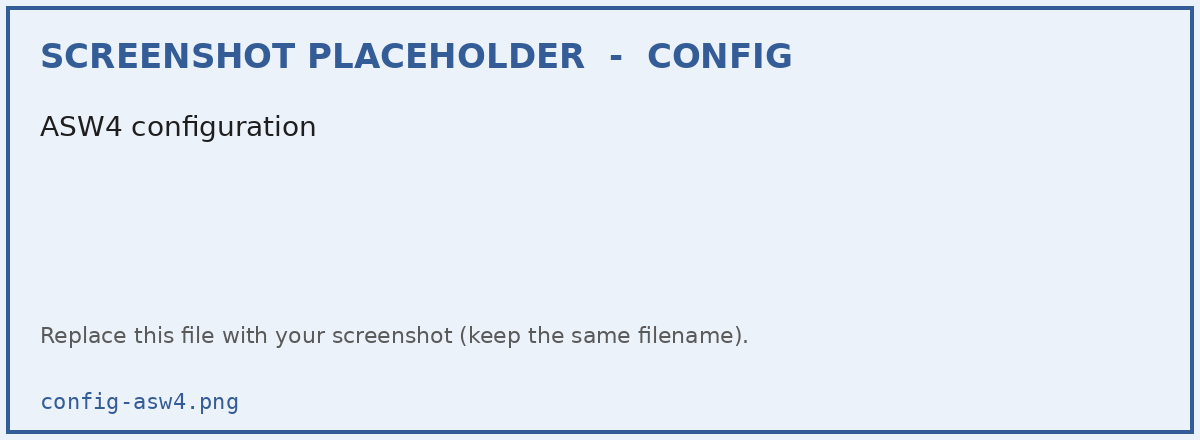 SCREENSHOT PLACEHOLDER - CONFIG
ASW4 configuration
Replace this file with your screenshot (keep the same filename).
config-asw4.png